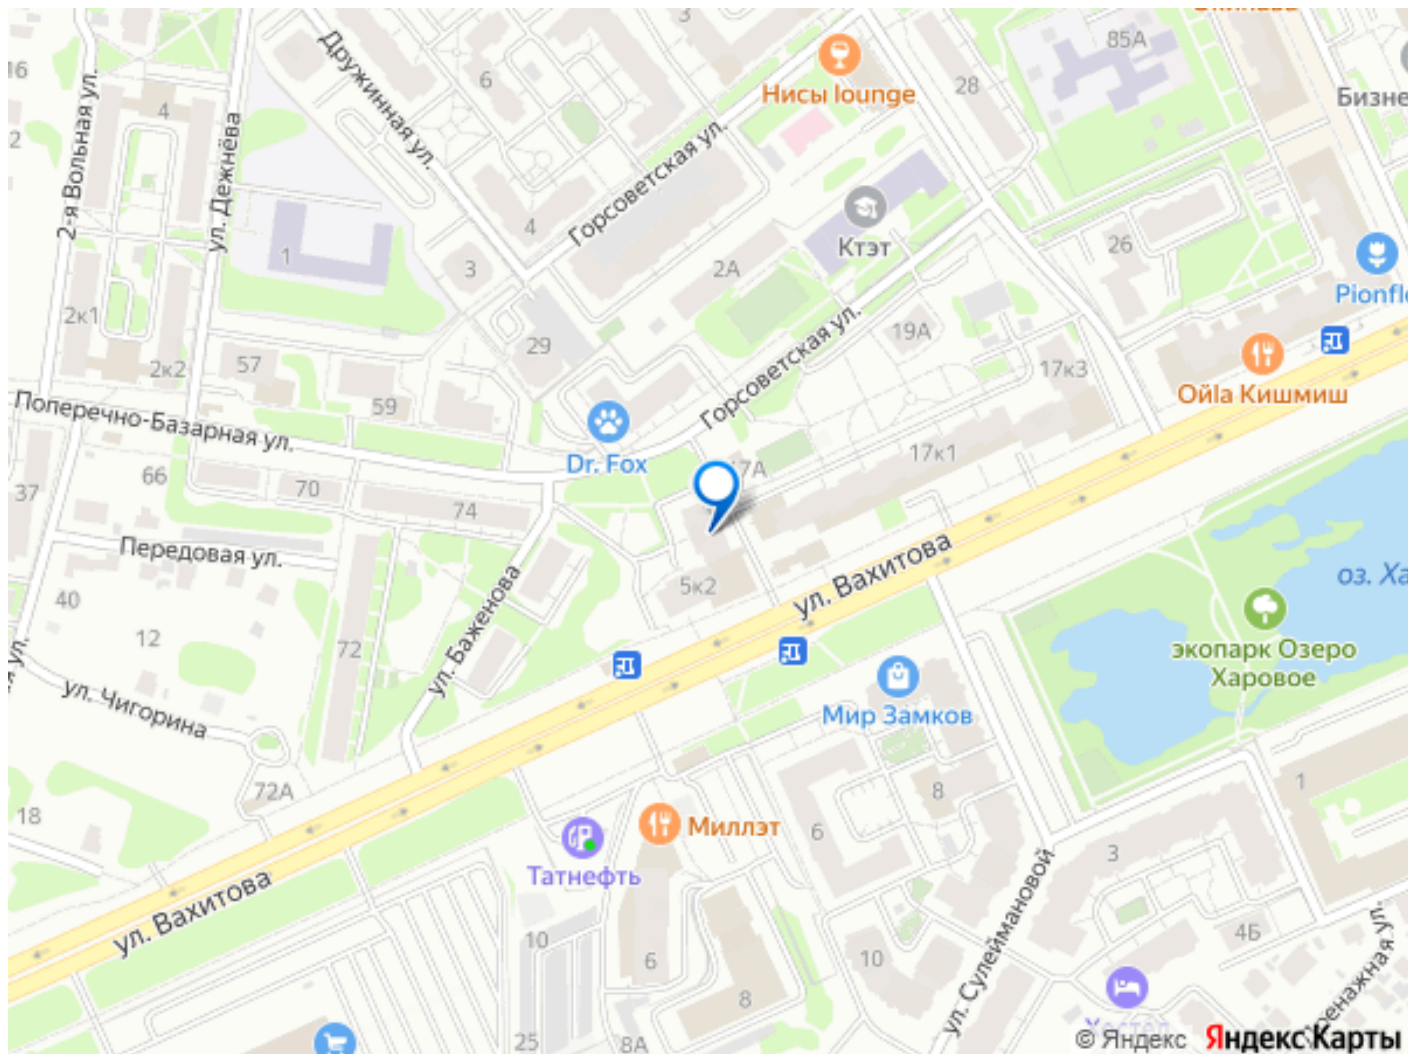 85А
16
6
3
28
Нисы lounge
Бизне
Дружинная ул.
4
2-я Вольная ул.
ул. Дежнёва
Горсоветская ул.
2
4
Ктэт
1
3
2А
26
Pionfle
2к1
29
19А
Горсоветская ул.
57
2к2
17к3
Ойla Кишмиш
59
Поперечно-Базарная ул.
Dr. Fox
17к1
66
70
37
74
Передовая ул.
ул. Вахитова
оз. Ха
5к2
40
12
ул. Баженова
72
экопарк Озеро
Харовое
ул. Чигорина
Мир Замков
72А
8
1
18
Миллэт
6
Татнефть
3
ул. Вахитова
ул. Сулеймановой
10
6
10
4Б
8
25
8А
© Яндекс Яндекс Карты